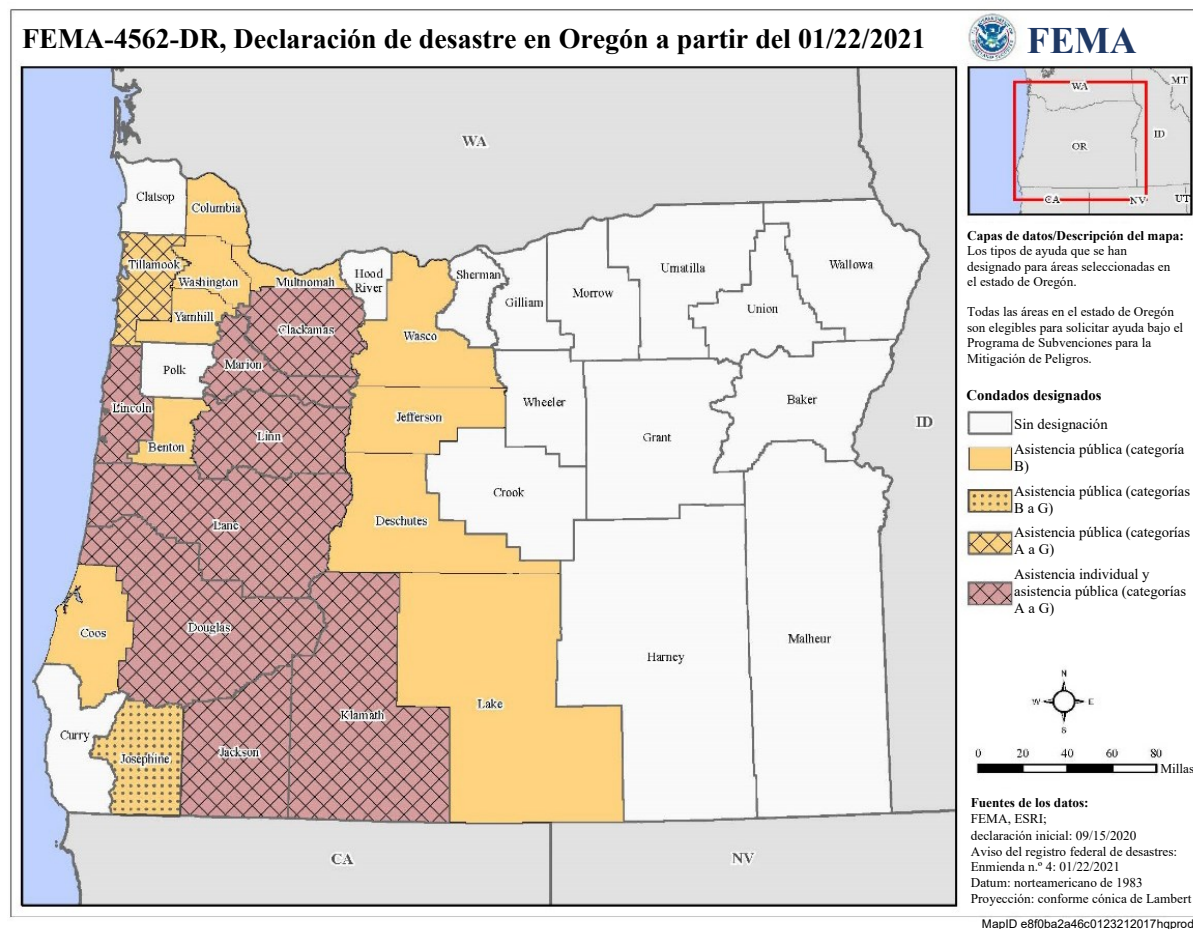 FEMA-4562-DR, Declaración de desastre en Oregón a partir del 01/22/2021
FEMA
WA
MT
ID
OR
CA
NV
UT
WA
Clatsop
Columbia
Tillamook
Washington
Multnomah
Hood
River
Sherman
Gilliam
Morrow
Umatilla
Wallowa
Union
Yamhill
Clackamas
Wasco
Polk
Marion
Lincoln
Jefferson
Wheeler
Baker
Benton
Linn
Grant
ID
Crook
Lane
Deschutes
Coos
Douglas
Harney
Malheur
Lake
Klamath
Curry
Josephine
Jackson
CA
NV
Capas de datos/Descripción del mapa:
Los tipos de ayuda que se han
designado para áreas seleccionadas en
el estado de Oregón.
Todas las áreas en el estado de Oregón
son elegibles para solicitar ayuda bajo el
Programa de Subvenciones para la
Mitigación de Peligros.
Condados designados
Sin designación
Asistencia pública (categoría
B)
Asistencia pública (categorías
B a G)
Asistencia pública (categorías
A a G)
Asistencia individual y
asistencia pública (categorías
A a G)
N
W
E
S
0 20 40 60 80
Millas
Fuentes de los datos:
FEMA, ESRI;
declaración inicial: 09/15/2020
Aviso del registro federal de desastres:
Enmienda n.º 4: 01/22/2021
Datum: norteamericano de 1983
Proyección: conforme cónica de Lambert
MapID e8f0ba2a46c0123212017hqprod